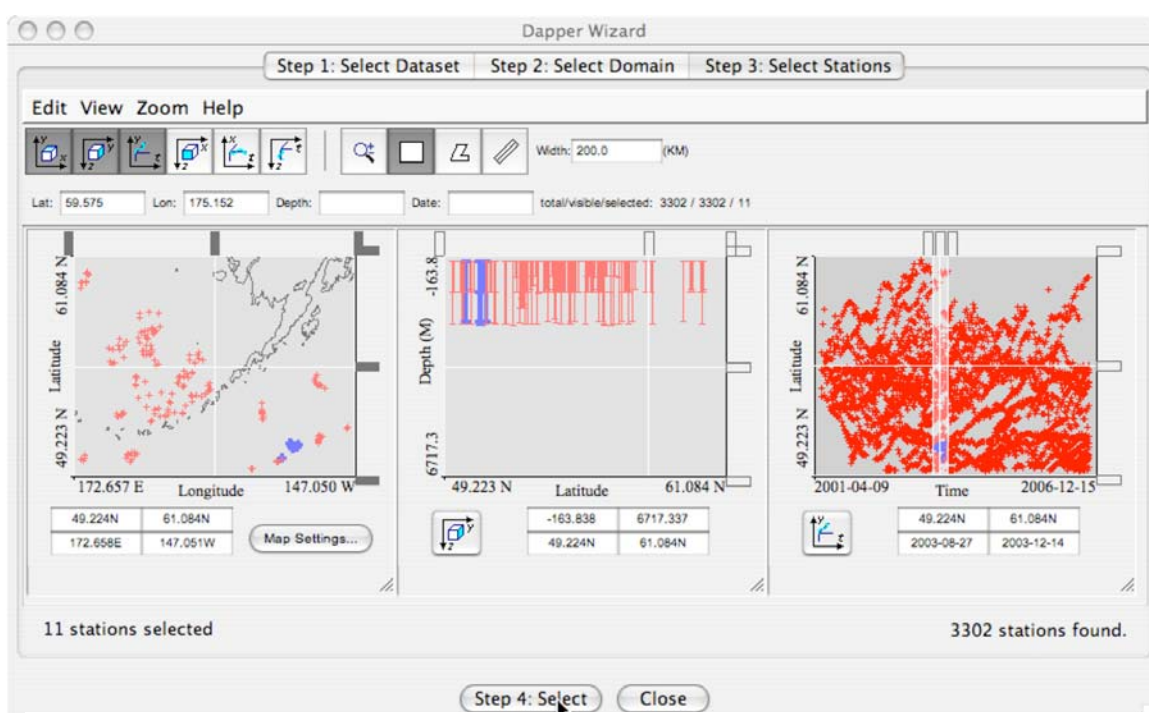 Dapper Wizard
Step 1: Select Dataset Step 2: Select Domain Step 3: Select Stations
Edit View Zoom Help
Width: 200.0 (KM)
Lat: 59.575 Lon: 175.152 Depth: Date: total/visible/selected: 3302 / 3302 / 11
61.084 N
Latitude
49.223 N
172.657 E Longitude 147.050 W
49.224N 61.084N
172.658E 147.051W
Map Settings...
-163.8
Depth (M)
6717.3
49.223 N Latitude 61.084 N
-163.838 6717.337
49.224N 61.084N
61.084 N
Latitude
49.223 N
2001-04-09 Time 2006-12-15
49.224N 61.084N
2003-08-27 2003-12-14
11 stations selected
3302 stations found.
Step 4: Select Close